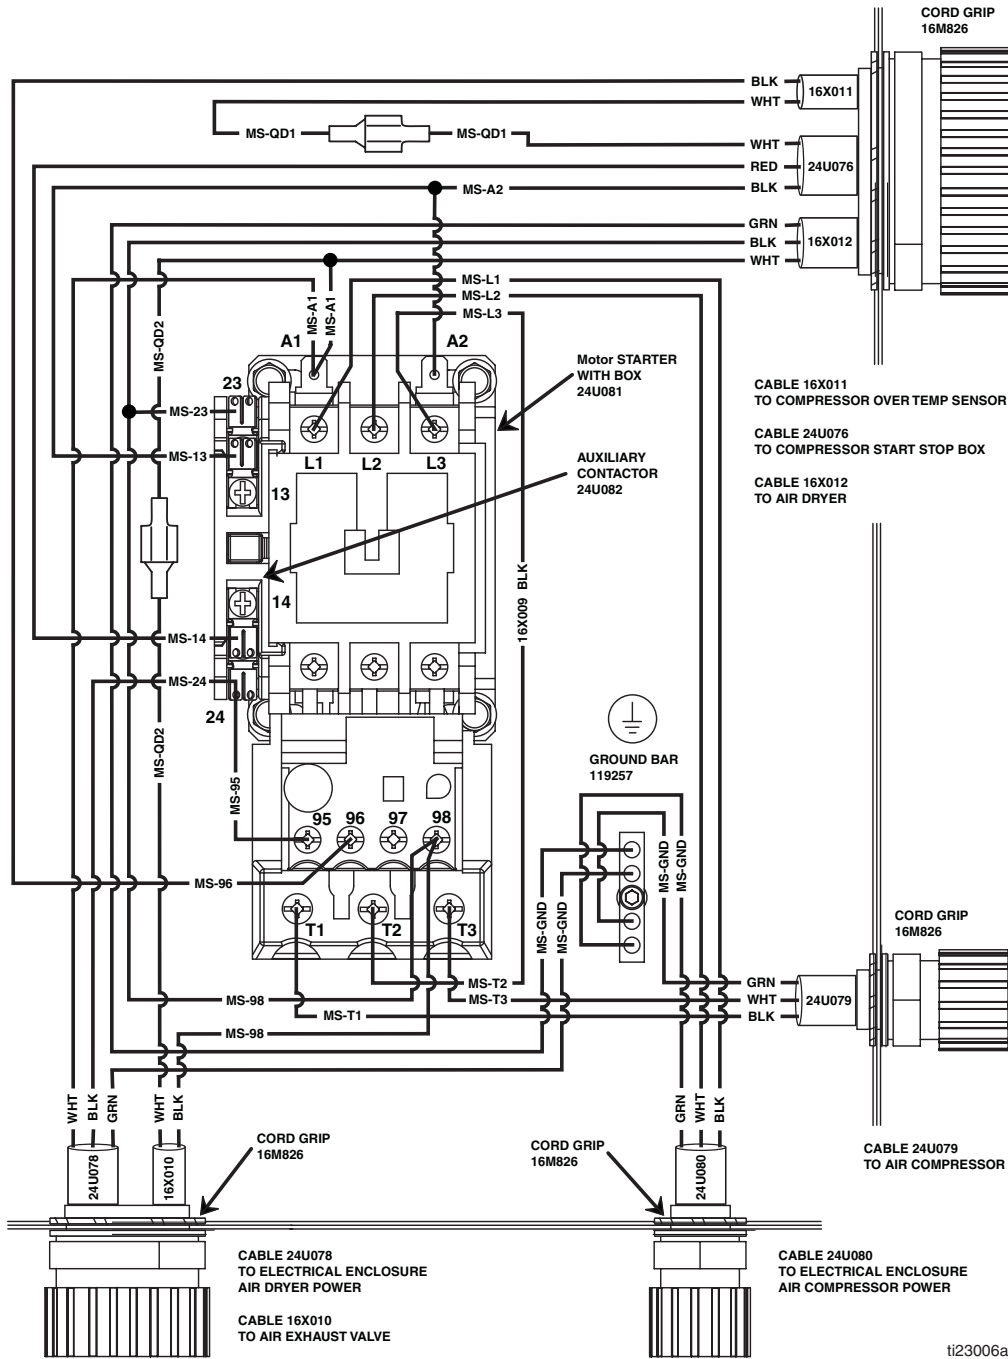 CORD GRIP
16M826
BLK
WHT
16X011
MS-QD1
MS-QD1
WHT
RED
BLK
24U076
MS-A2
GRN
BLK
WHT
16X012
MS-L1
MS-L2
MS-L3
MS-A1
MS-A1
MS-QD2
A1
A2
Motor STARTER
WITH BOX
24U081
23
MS-23
MS-13
L1
L2
L3
13
AUXILIARY
CONTACTOR
24U082
CABLE 16X011
TO COMPRESSOR OVER TEMP SENSOR
CABLE 24U076
TO COMPRESSOR START STOP BOX
CABLE 16X012
TO AIR DRYER
14
16X009 BLK
MS-14
MS-24
24
MS-QD2
MS-95
GROUND BAR
119257
95
96
97
98
MS-GND
MS-GND
MS-96
T1
T2
T3
MS-GND
MS-GND
CORD GRIP
16M826
MS-T2
MS-T3
MS-T1
MS-98
MS-98
GRN
WHT
BLK
24U079
WHT
BLK
GRN
WHT
BLK
GRN
WHT
BLK
24U078
16X010
CORD GRIP
16M826
CORD GRIP
16M826
24U080
CABLE 24U079
TO AIR COMPRESSOR
CABLE 24U078
TO ELECTRICAL ENCLOSURE
AIR DRYER POWER
CABLE 16X010
TO AIR EXHAUST VALVE
CABLE 24U080
TO ELECTRICAL ENCLOSURE
AIR COMPRESSOR POWER
ti23006a